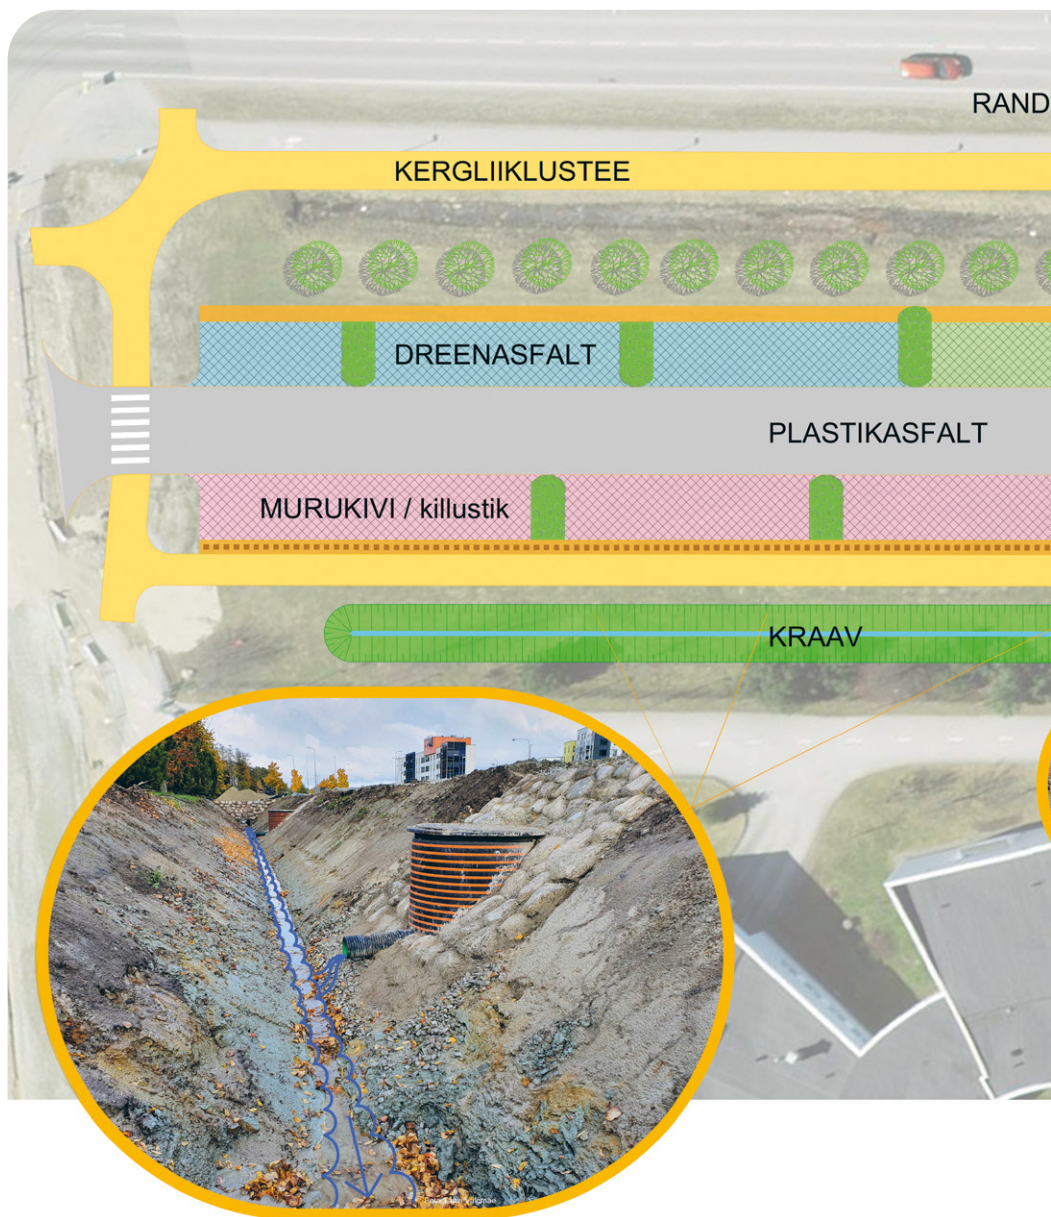 RAND
KERGLIIKLUSTEE
DREENASFALT
PLASTIKASFALT
MURUKIVI / killustik
KRAAV